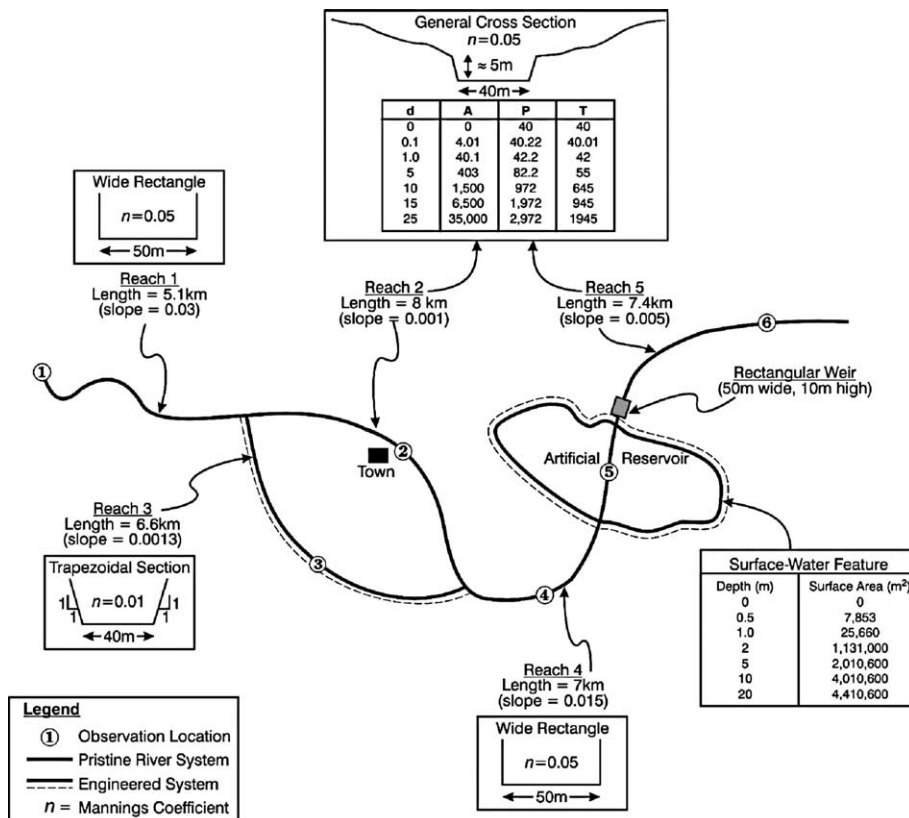 General Cross Section
n=0.05
≈ 5m
40m
d A P T
0 0 40 40
0.1 4.01 40.22 40.01
1.0 40.1 42.2 42
5 403 82.2 55
10 1,500 972 645
15 6,500 1,972 945
25 35,000 2,972 1945
Wide Rectangle
n=0.05
50m
Reach 1
Length = 5.1km
(slope = 0.03)
Reach 2
Length = 8 km
(slope = 0.001)
Reach 5
Length = 7.4km
(slope = 0.005)
6
Rectangular Weir
(50m wide, 10m high)
1
2
Town
Artificial Reservoir
5
Reach 3
Length = 6.6km
(slope = 0.0013)
3
Trapezoidal Section
1 n=0.01 1
1 1
40m
4
Surface-Water Feature
Depth (m) Surface Area (m²)
0 0
0.5 7,853
1.0 25,660
2 1,131,000
5 2,010,600
10 4,010,600
20 4,410,600
Reach 4
Length = 7km
(slope = 0.015)
Wide Rectangle
n=0.05
50m
Legend
1 Observation Location
Pristine River System
Engineered System
n = Mannings Coefficient